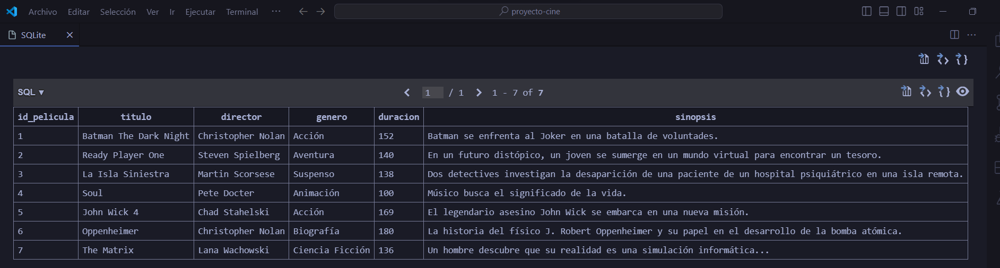 Archivo Editar Selección Ver Ir Ejecutar Terminal ··· proyecto-cine
SQLite
SQL ▼ 1 / 1 1 - 7 of 7
id_pelicula titulo director genero duracion sinopsis
1 Batman The Dark Night Christopher Nolan Acción 152 Batman se enfrenta al Joker en una batalla de voluntades.
2 Ready Player One Steven Spielberg Aventura 140 En un futuro distópico, un joven se sumerge en un mundo virtual para encontrar un tesoro.
3 La Isla Siniestra Martin Scorsese Suspenso 138 Dos detectives investigan la desaparición de una paciente de un hospital psiquiátrico en una isla remota.
4 Soul Pete Docter Animación 100 Músico busca el significado de la vida.
5 John Wick 4 Chad Stahelski Acción 169 El legendario asesino John Wick se embarca en una nueva misión.
6 Oppenheimer Christopher Nolan Biografía 180 La historia del físico J. Robert Oppenheimer y su papel en el desarrollo de la bomba atómica.
7 The Matrix Lana Wachowski Ciencia Ficción 136 Un hombre descubre que su realidad es una simulación informática...